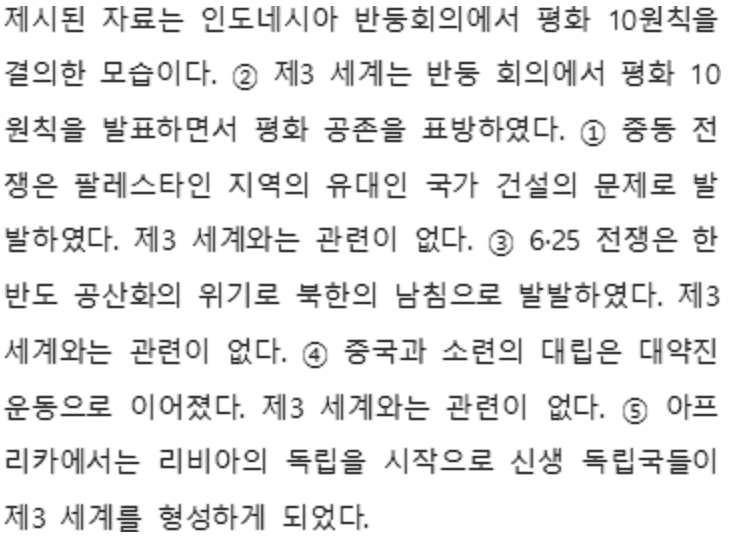 제시된 자료는 인도네시아 반둥회의에서 평화 10원칙을
결의한 모습이다. ② 제3 세계는 반둥 회의에서 평화 10
원칙을 발표하면서 평화 공존을 표방하였다. ① 중동 전
쟁은 팔레스타인 지역의 유대인 국가 건설의 문제로 발
발하였다. 제3 세계와는 관련이 없다. ③ 6·25 전쟁은 한
반도 공산화의 위기로 북한의 남침으로 발발하였다. 제3
세계와는 관련이 없다. ④ 중국과 소련의 대립은 대약진
운동으로 이어졌다. 제3 세계와는 관련이 없다. ⑤ 아프
리카에서는 리비아의 독립을 시작으로 신생 독립국들이
제3 세계를 형성하게 되었다.